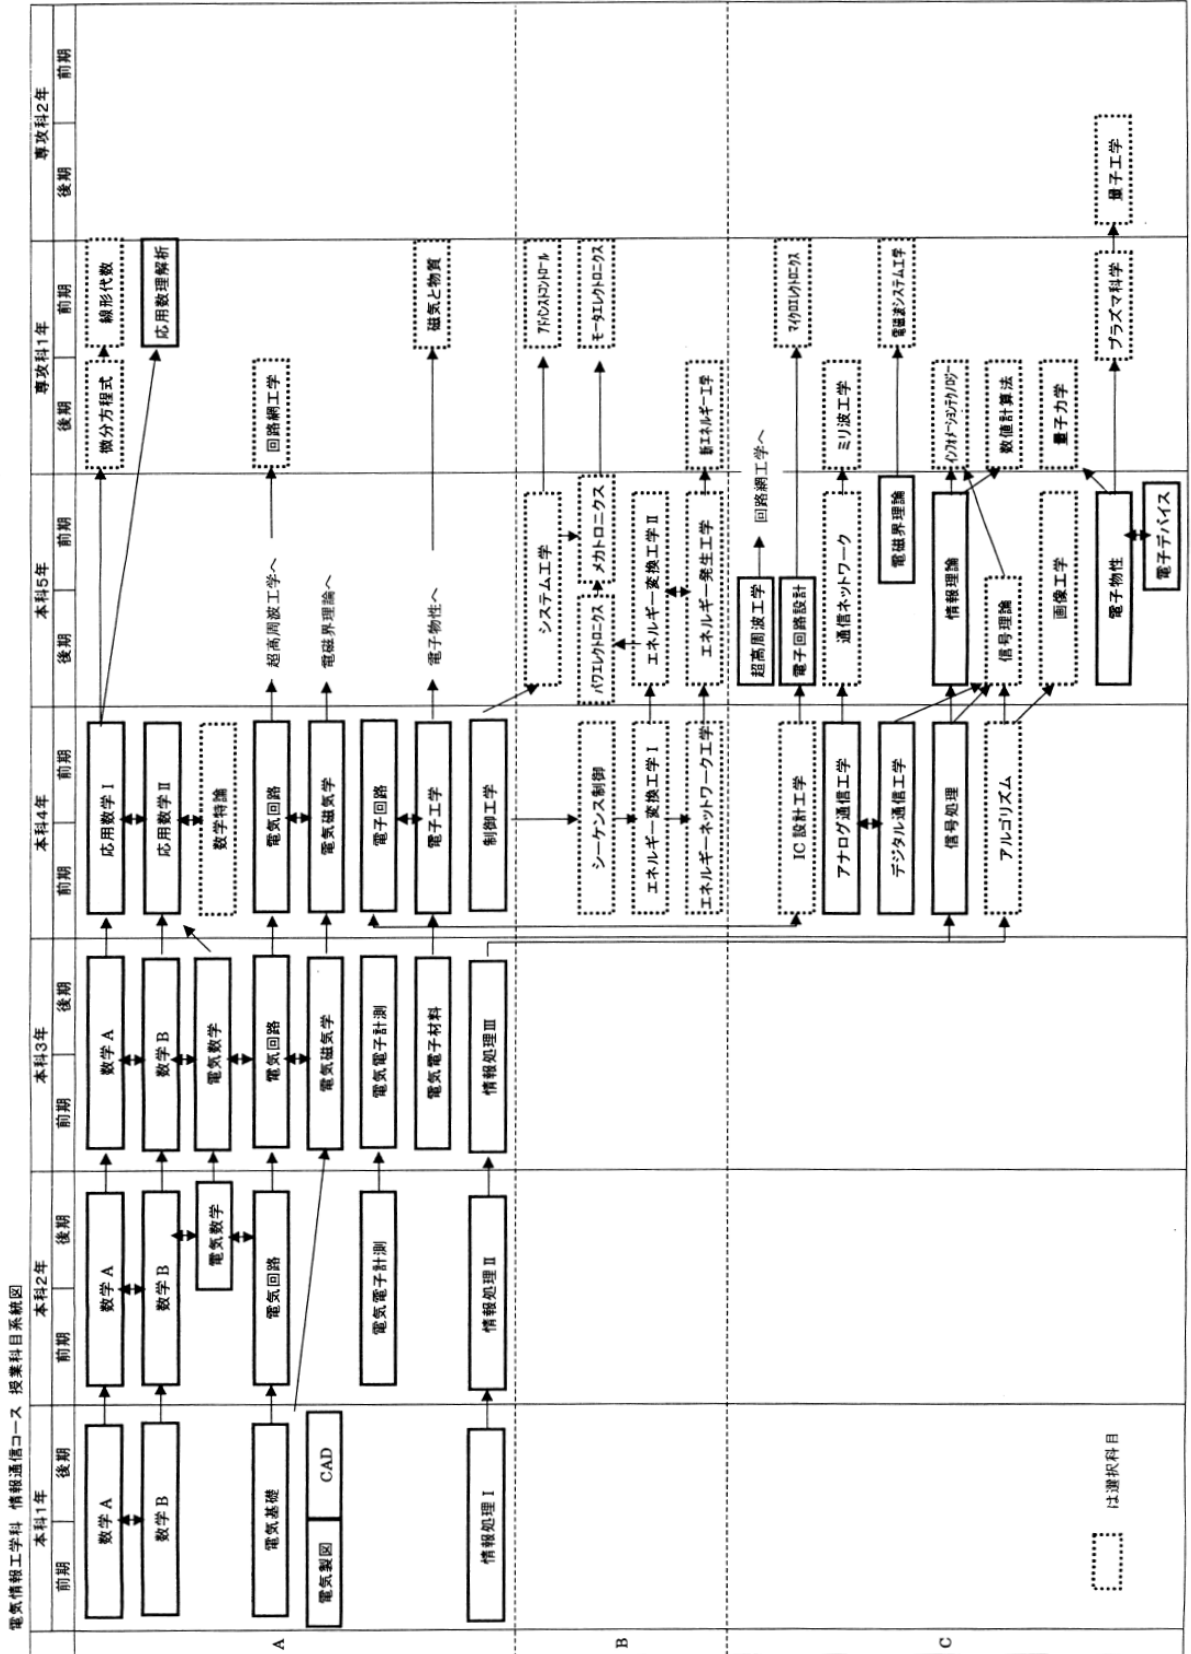 電気情報工学科 情報通信コース 授業科目系統図
本科1年
本科2年
本科3年
本科4年
本科5年
専攻科1年
専攻科2年
前期
後期
前期
後期
前期
後期
前期
前期
後期
前期
後期
前期
後期
前期
A
数学A
数学A
数学A
応用数学Ⅰ
微分方程式
線形代数
数学B
数学B
数学B
応用数学Ⅱ
応用数理解析
電気数学
電気数学
数学特論
電気基礎
電気回路
電気回路
電気回路
超高周波工学へ
回路網工学
電気製図
CAD
電気磁気学
電気磁気学
電磁界理論へ
電気電子計測
電気電子計測
電子回路
電気電子材料
電子工学
電子物性へ
磁気と物質
情報処理Ⅰ
情報処理Ⅱ
情報処理Ⅲ
制御工学
B
システム工学
アドバンストコントロール
シーケンス制御
パワエレクトロニクス
メカトロニクス
モータエレクトロニクス
エネルギー変換工学Ⅰ
エネルギー変換工学Ⅱ
エネルギーネットワーク工学
エネルギー発生工学
新エネルギー工学
C
超高周波工学
回路網工学へ
IC設計工学
電子回路設計
マイクロエレクトロニクス
アナログ通信工学
通信ネットワーク
ミリ波工学
デジタル通信工学
電磁界理論
電磁波システム工学
信号処理
情報理論
インフォメーションテクノロジー
アルゴリズム
信号理論
数値計算法
画像工学
量子力学
電子物性
プラズマ科学
量子工学
電子デバイス
は選択科目